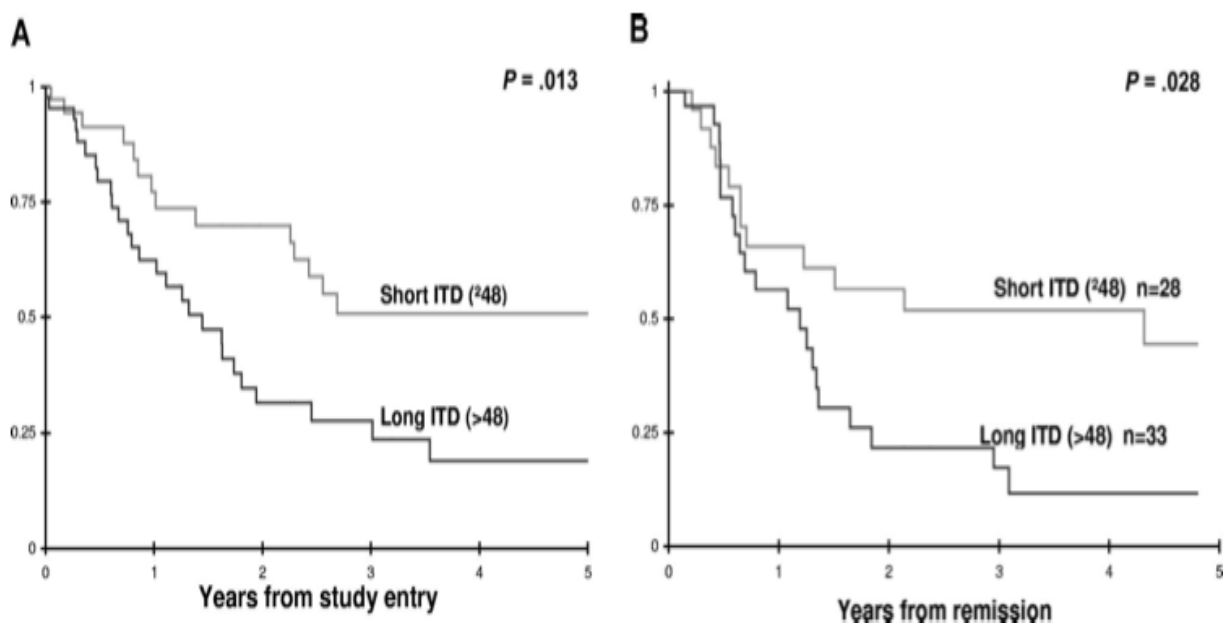 A
P = .013
1
0.75
0.5
0.25
0
Short ITD (²48)
Long ITD (>48)
0 1 2 3 4 5
Years from study entry
B
P = .028
1
0.75
0.5
0.25
0
Short ITD (²48) n=28
Long ITD (>48) n=33
0 1 2 3 4 5
Years from remission